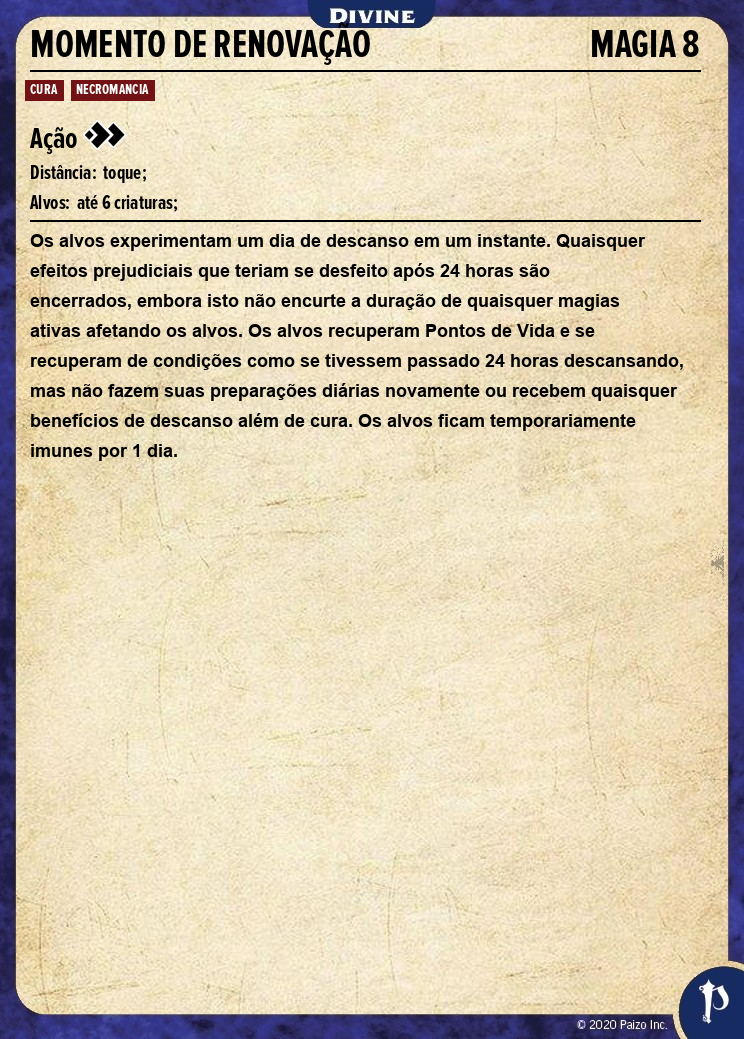 DIVINE
MOMENTO DE RENOVAÇÃO MAGIA 8
CURA NECROMANCIA
Ação
Distância: toque;
Alvos: até 6 criaturas;
Os alvos experimentam um dia de descanso em um instante. Quaisquer
efeitos prejudiciais que teriam se desfeito após 24 horas são
encerrados, embora isto não encurte a duração de quaisquer magias
ativas afetando os alvos. Os alvos recuperam Pontos de Vida e se
recuperam de condições como se tivessem passado 24 horas descansando,
mas não fazem suas preparações diárias novamente ou recebem quaisquer
benefícios de descanso além de cura. Os alvos ficam temporariamente
imunes por 1 dia.
© 2020 Paizo Inc.
P